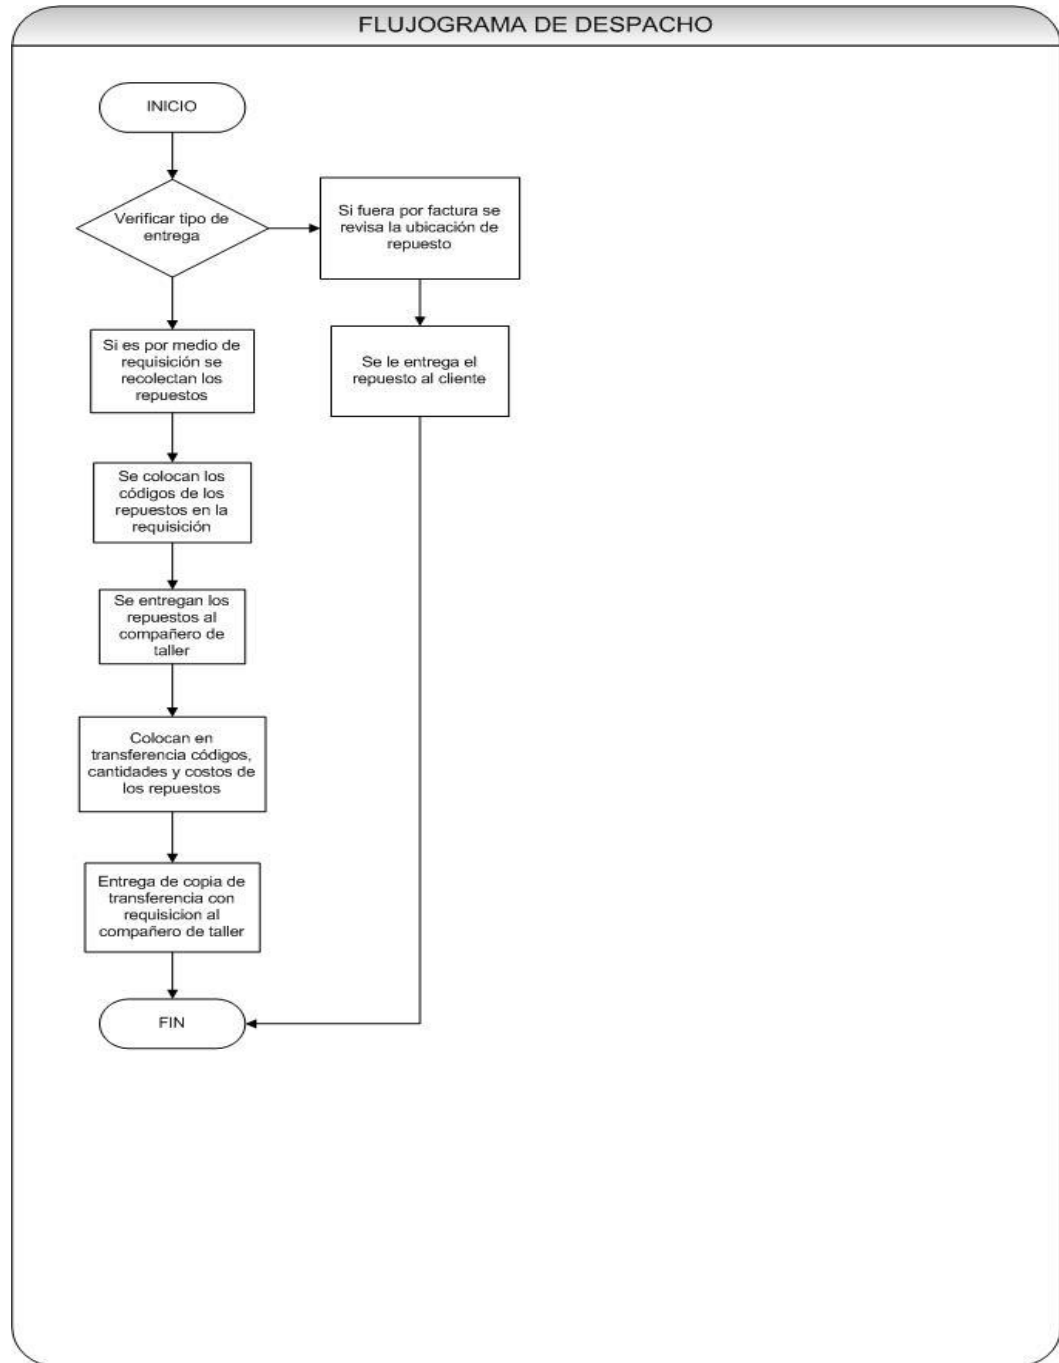 FLUJOGRAMA DE DESPACHO
INICIO
Verificar tipo de
entrega
Si fuera por factura se
revisa la ubicación de
repuesto
Si es por medio de
requisición se
recolectan los
repuestos
Se le entrega el
repuesto al cliente
Se colocan los
códigos de los
repuestos en la
requisición
Se entregan los
repuestos al
compañero de
taller
Colocan en
transferencia códigos,
cantidades y costos de
los repuestos
Entrega de copia de
transferencia con
requisicion al
compañero de taller
FIN